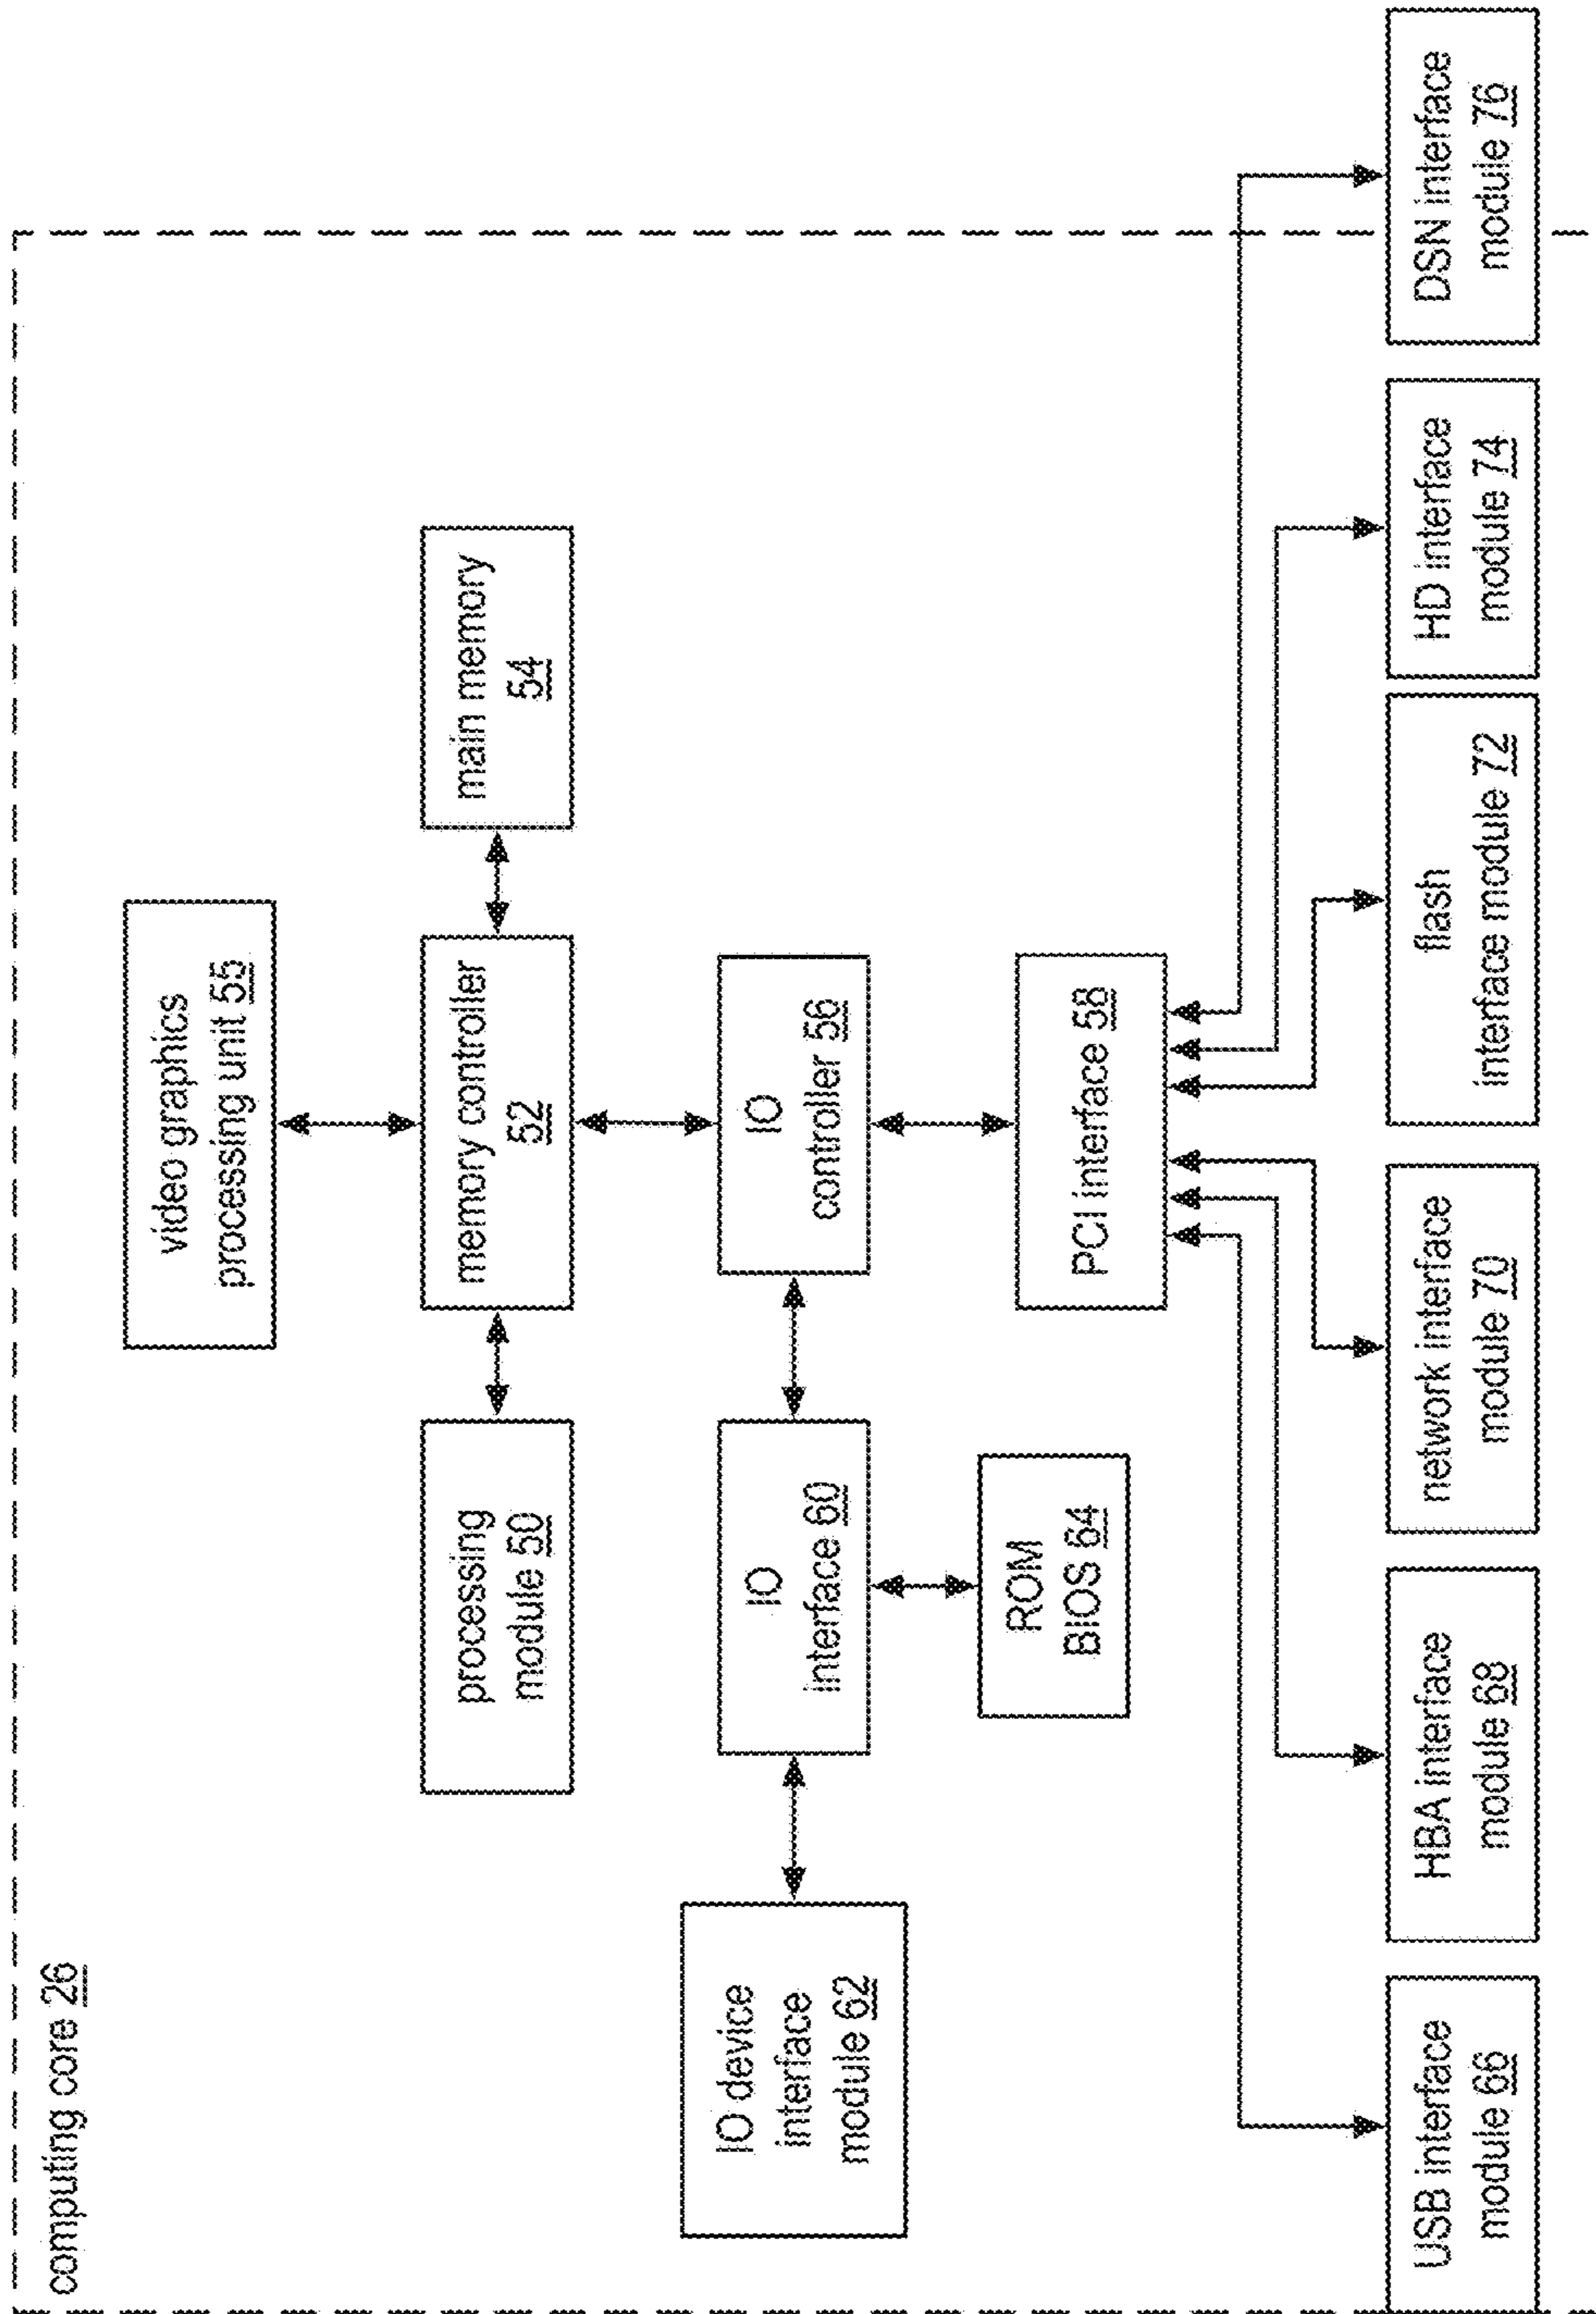 computing core 26
video graphics
processing unit 55
processing
module 50
memory controller
52
main memory
54
IO device
interface
module 62
IO
interface 60
IO
controller 56
ROM
BIOS 64
PCI interface 58
USB interface
module 66
HBA interface
module 68
network interface
module 70
flash
interface module 72
HD interface
module 74
DSN interface
module 76